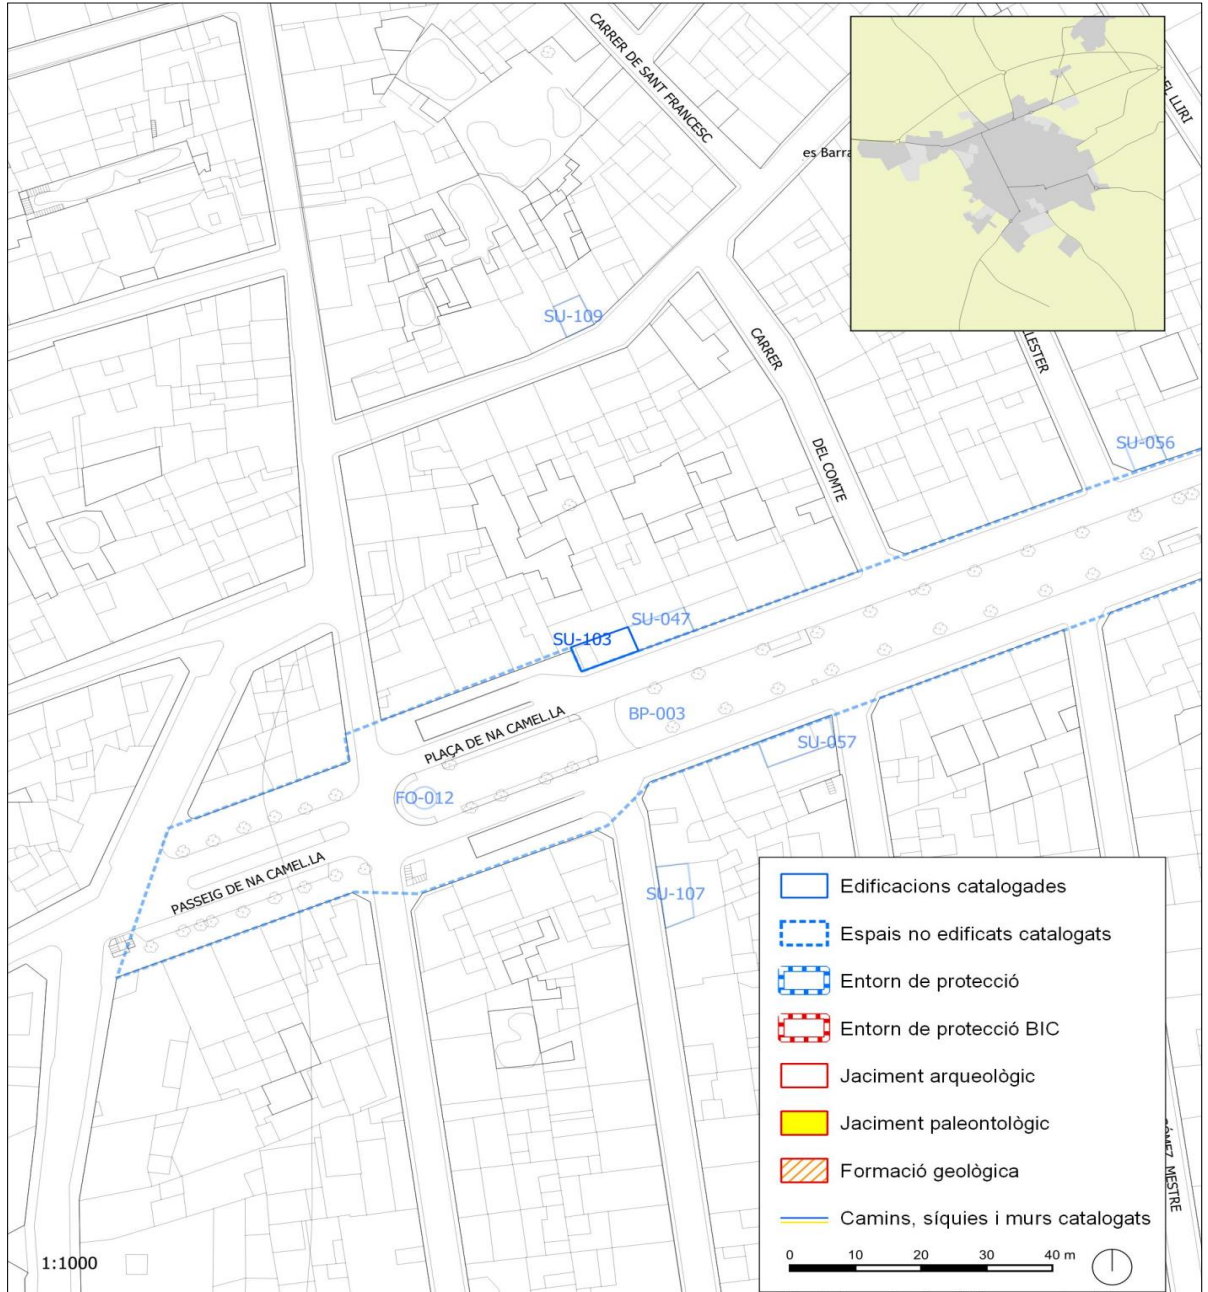 CARRER DE SANT FRANCESC
es Barra
EL LLIRI
SU-109
CARRER
DEL COMTE
LESTER
SU-056
SU-047
SU-103
BP-003
PLAÇA DE NA CAMEL.LA
SU-057
FO-012
PASSEIG DE NA CAMEL.LA
SU-107
Edificacions catalogades
Espais no edificats catalogats
Entorn de protecció
Entorn de protecció BIC
Jaciment arqueològic
Jaciment paleontològic
Formació geològica
Camins, síquies i murs catalogats
GÓMEZ MESTRE
1:1000
0 10 20 30 40 m